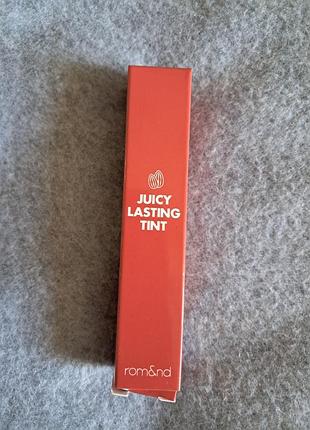 JUICY
LASTING
TINT
rom&nd